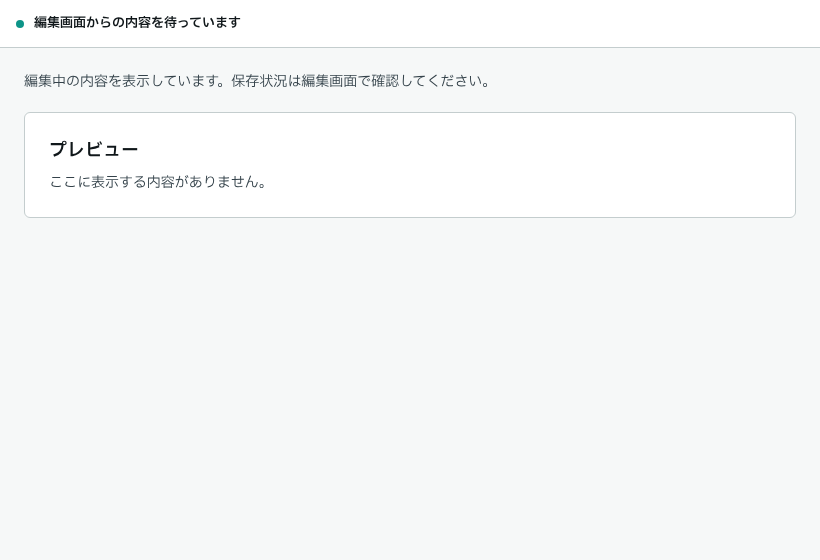 編集画面からの内容を待っています
編集中の内容を表示しています。保存状況は編集画面で確認してください。
プレビュー
ここに表示する内容がありません。